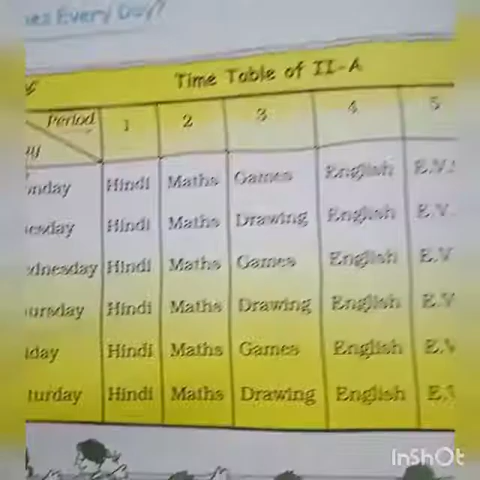 Every Day?
Time Table of II-A
Period 1 2 3 4 5
Hindi Maths Games English E.V.
Hindi Maths Drawing English E.V.
Hindi Maths Games English E.V
Hindi Maths Drawing English E.V
Hindi Maths Games English E.V
Hindi Maths Drawing English E.V
InShOt